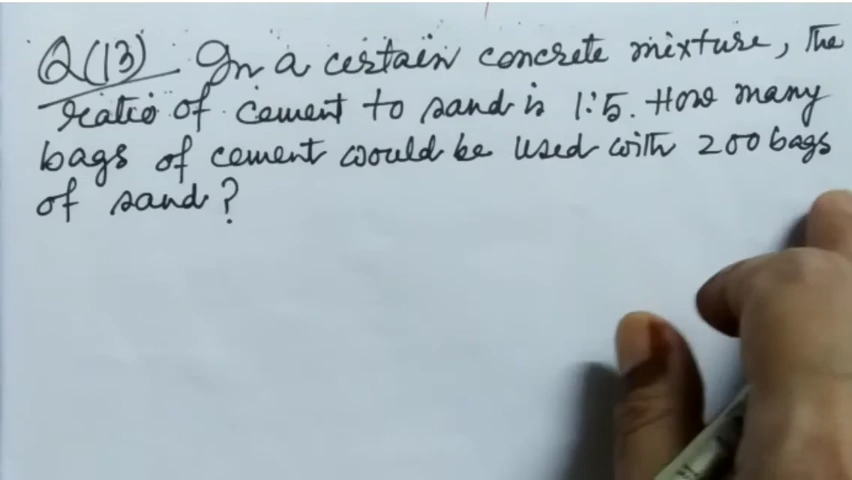 Q(13) In a certain concrete mixture, the
ratio of cement to sand is 1:5. How many
bags of cement would be used with 200 bags
of sand?